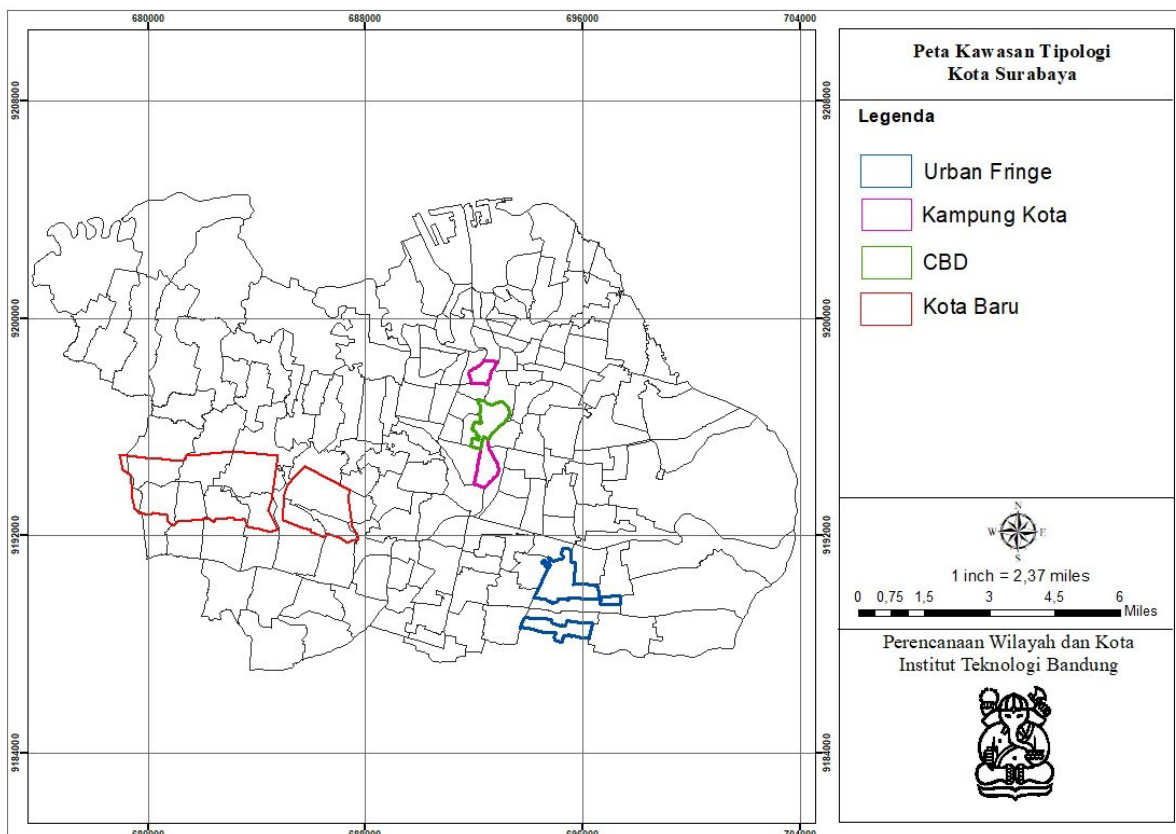 680000
688000
696000
704000
9208000
9200000
9192000
9184000
9208000
9200000
9192000
9184000
680000
688000
696000
704000
Peta Kawasan Tipologi
Kota Surabaya
Legenda
Urban Fringe
Kampung Kota
CBD
Kota Baru
N
W E
S
1 inch = 2,37 miles
0 0,75 1,5 3 4,5 6
Miles
Perencanaan Wilayah dan Kota
Institut Teknologi Bandung